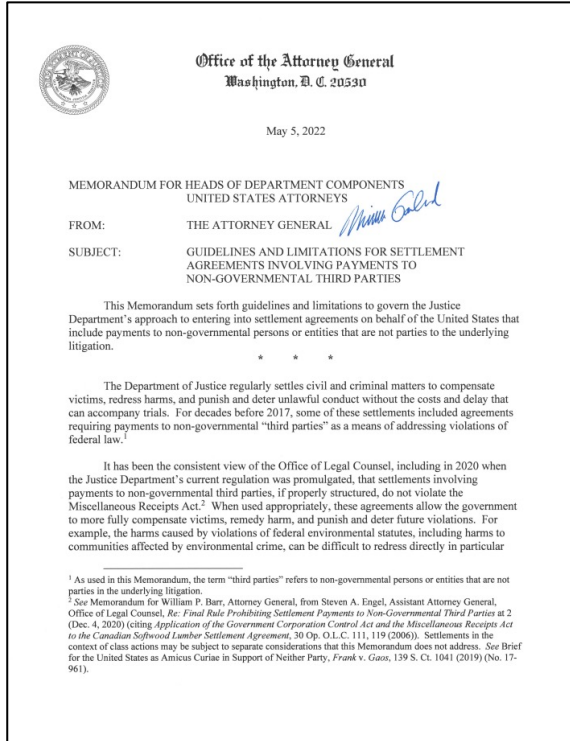 Office of the Attorney General
Washington, D. C. 20530
May 5, 2022
MEMORANDUM FOR HEADS OF DEPARTMENT COMPONENTS
UNITED STATES ATTORNEYS
FROM: THE ATTORNEY GENERAL
SUBJECT: GUIDELINES AND LIMITATIONS FOR SETTLEMENT
AGREEMENTS INVOLVING PAYMENTS TO
NON-GOVERNMENTAL THIRD PARTIES
This Memorandum sets forth guidelines and limitations to govern the Justice
Department's approach to entering into settlement agreements on behalf of the United States that
include payments to non-governmental persons or entities that are not parties to the underlying
litigation.
* * *
The Department of Justice regularly settles civil and criminal matters to compensate
victims, redress harms, and punish and deter unlawful conduct without the costs and delay that
can accompany trials. For decades before 2017, some of these settlements included agreements
requiring payments to non-governmental "third parties" as a means of addressing violations of
federal law.1
It has been the consistent view of the Office of Legal Counsel, including in 2020 when
the Justice Department's current regulation was promulgated, that settlements involving
payments to non-governmental third parties, if properly structured, do not violate the
Miscellaneous Receipts Act.2 When used appropriately, these agreements allow the government
to more fully compensate victims, remedy harm, and punish and deter future violations. For
example, the harms caused by violations of federal environmental statutes, including harms to
communities affected by environmental crime, can be difficult to redress directly in particular
1 As used in this Memorandum, the term "third parties" refers to non-governmental persons or entities that are not
parties in the underlying litigation.
2 See Memorandum for William P. Barr, Attorney General, from Steven A. Engel, Assistant Attorney General,
Office of Legal Counsel, Re: Final Rule Prohibiting Settlement Payments to Non-Governmental Third Parties at 2
(Dec. 4, 2020) (citing Application of the Government Corporation Control Act and the Miscellaneous Receipts Act
to the Canadian Softwood Lumber Settlement Agreement, 30 Op. O.L.C. 111, 119 (2006)). Settlements in the
context of class actions may be subject to separate considerations that this Memorandum does not address. See Brief
for the United States as Amicus Curiae in Support of Neither Party, Frank v. Gaos, 139 S. Ct. 1041 (2019) (No. 17-
961).